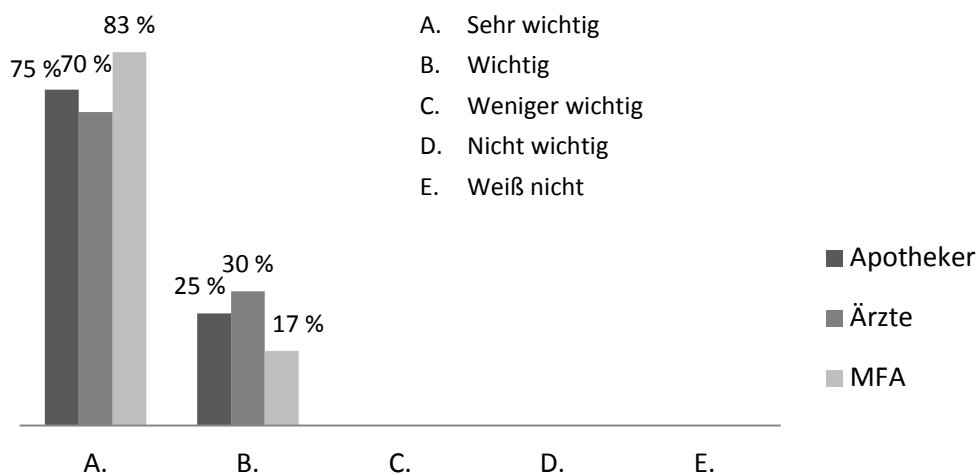 83 %
75 % 70 %
A. Sehr wichtig
B. Wichtig
C. Weniger wichtig
D. Nicht wichtig
E. Weiß nicht
25 % 30 % 17 %
Apotheker
Ärzte
MFA
A. B. C. D. E.